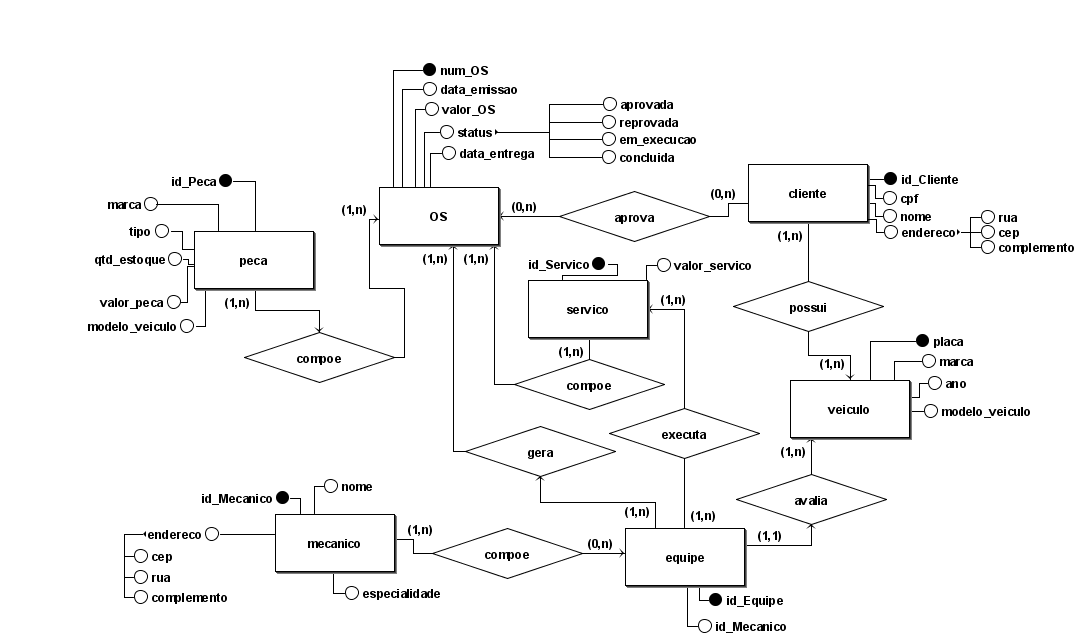 num_OS
data_emissao
valor_OS
aprovada
reprovada
status
em_execucao
data_entrega
concluida
id_Peca
marca
tipo
qtd_estoque
valor_peca
modelo_veiculo
peca
(1,n)
compoe
(1,n)
OS
(0,n)
aprova
(0,n)
cliente
id_Cliente
cpf
nome
endereco
rua
cep
complemento
(1,n)
(1,n)
(1,n)
id_Servico
valor_servico
servico
(1,n)
(1,n)
compoe
possui
(1,n)
placa
marca
ano
modelo_veiculo
veiculo
executa
gera
(1,n)
avalia
id_Mecanico
nome
endereco
cep
rua
complemento
mecanico
especialidade
(1,n)
compoe
(0,n)
(1,n)
(1,n)
(1,1)
equipe
id_Equipe
id_Mecanico